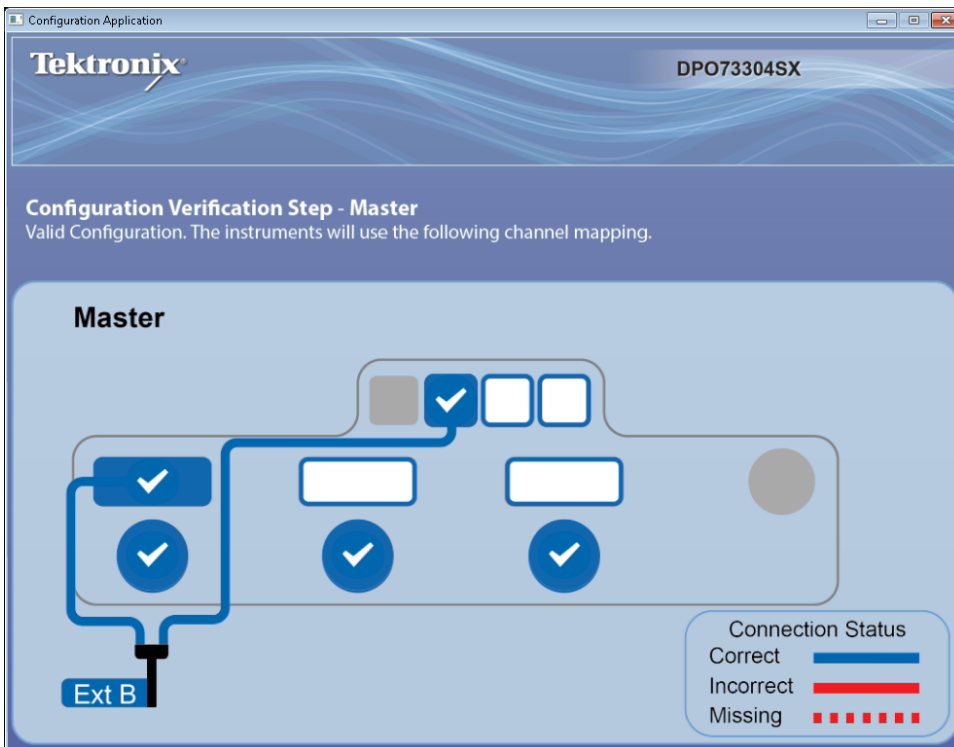 Configuration Application
Tektronix
DPO73304SX
Configuration Verification Step - Master
Valid Configuration. The instruments will use the following channel mapping.
Master
Ext B
Connection Status
Correct
Incorrect
Missing